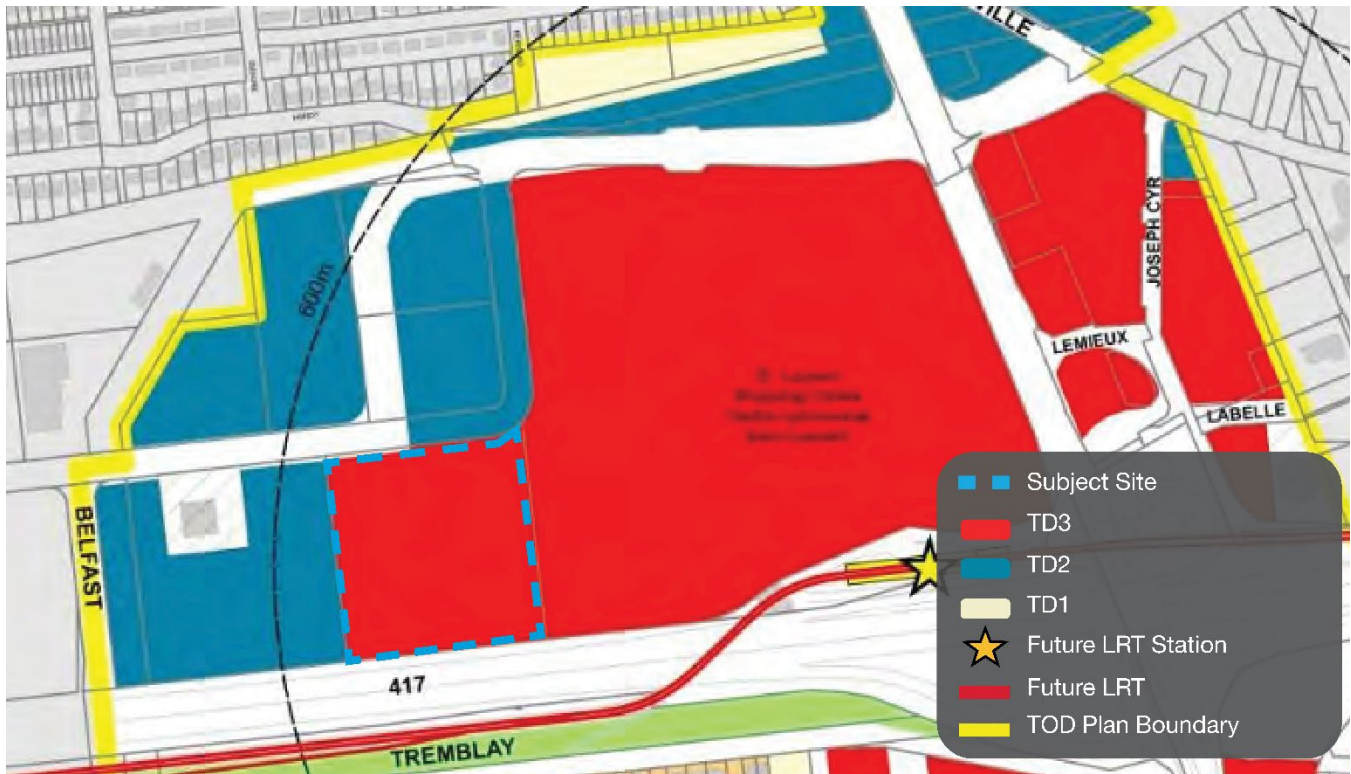 VILLE
600m
JOSEPH CYR
LEMIEUX
LABELLE
BELFAST
417
TREMBLAY
Subject Site
TD3
TD2
TD1
Future LRT Station
Future LRT
TOD Plan Boundary